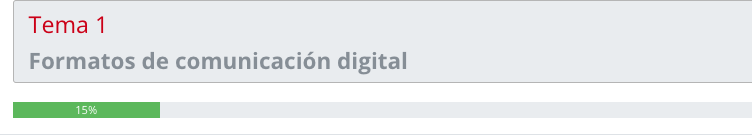 Tema 1
Formatos de comunicación digital
15%